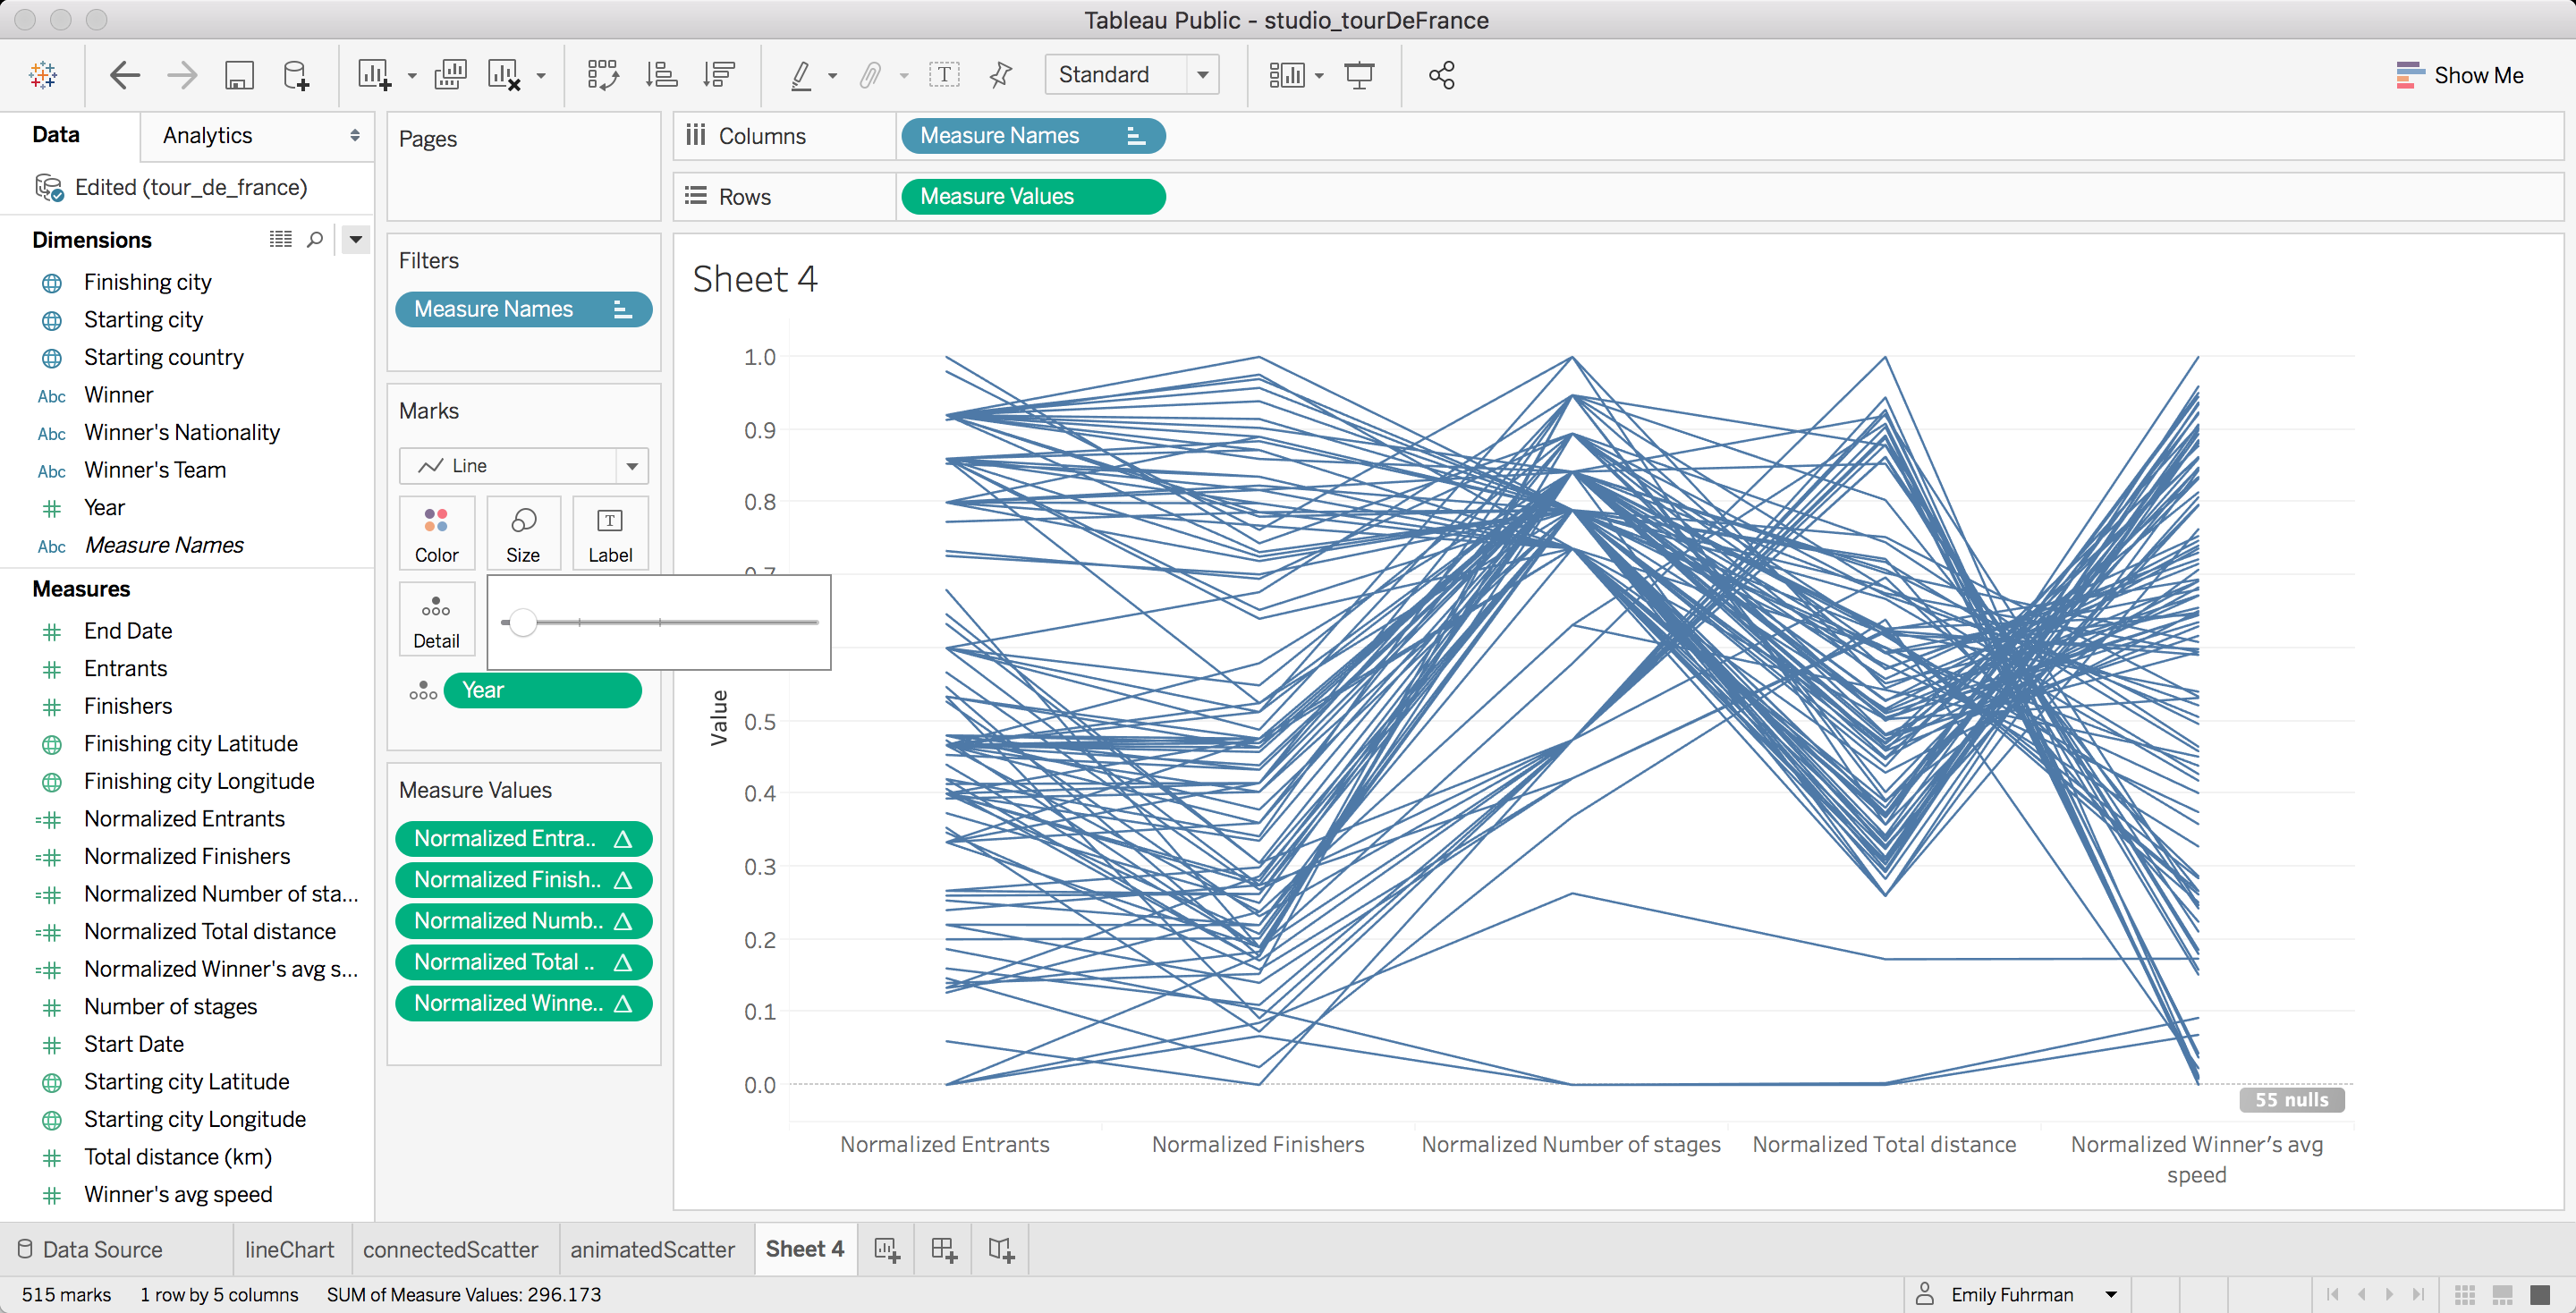 Tableau Public - studio_tourDeFrance
Standard
Show Me
Data
Analytics
Edited (tour_de_france)
Dimensions
Finishing city
Starting city
Starting country
Abc Winner
Abc Winner's Nationality
Abc Winner's Team
Year
Abc Measure Names
Measures
End Date
Entrants
Finishers
Finishing city Latitude
Finishing city Longitude
Normalized Entrants
Normalized Finishers
Normalized Number of sta...
Normalized Total distance
Normalized Winner's avg s...
Number of stages
Start Date
Starting city Latitude
Starting city Longitude
Total distance (km)
Winner's avg speed
Pages
Filters
Measure Names
Marks
Line
Color
Size
Label
Detail
Year
Measure Values
Normalized Entra..
Normalized Finish..
Normalized Numb..
Normalized Total ..
Normalized Winne..
Columns
Measure Names
Rows
Measure Values
Sheet 4
1.0
0.9
0.8
0.7
0.5
0.4
0.3
0.2
0.1
0.0
Value
55 nulls
Normalized Entrants
Normalized Finishers
Normalized Number of stages
Normalized Total distance
Normalized Winner's avg
speed
Data Source
lineChart
connectedScatter
animatedScatter
Sheet 4
515 marks
1 row by 5 columns
SUM of Measure Values: 296.173
Emily Fuhrman